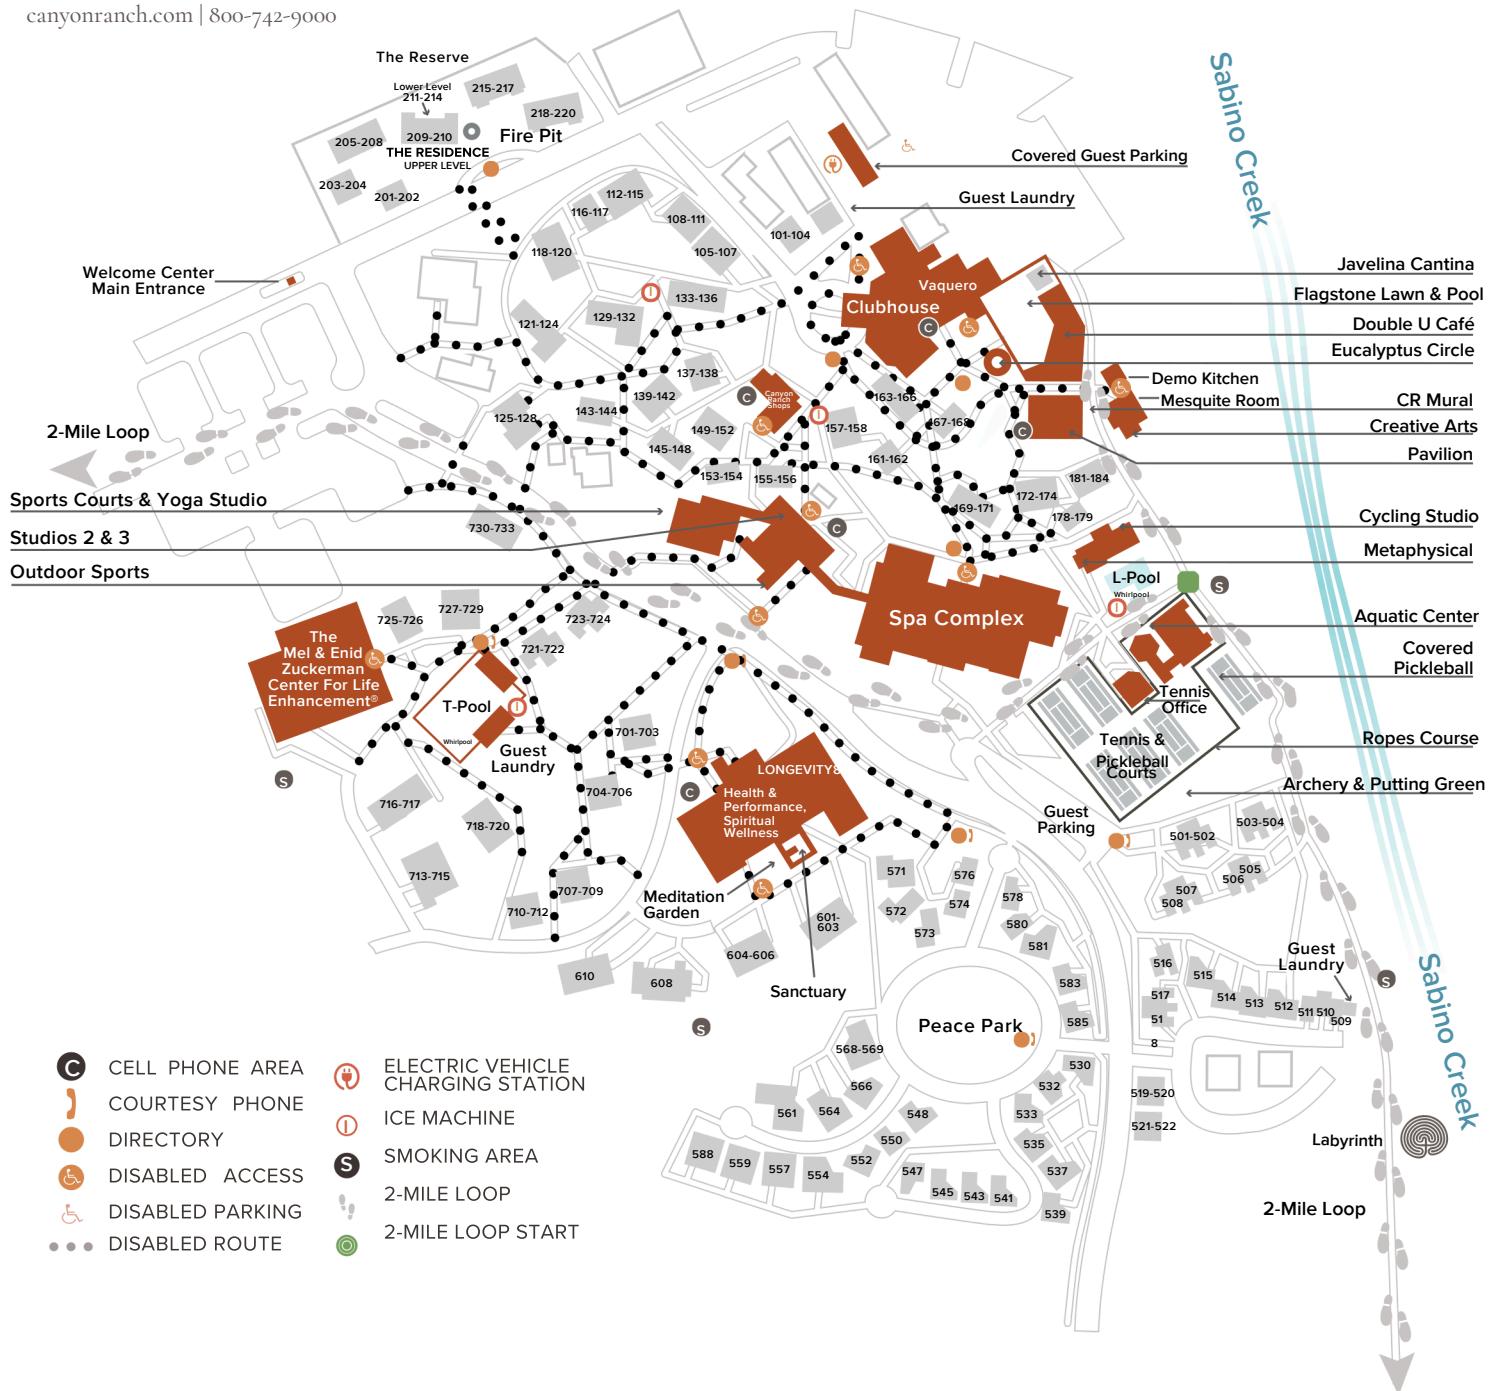 canyonranch.com | 800-742-9000
The Reserve
Lower Level
211-214
215-217
218-220
209-210
205-208
THE RESIDENCE
UPPER LEVEL
Fire Pit
203-204
201-202
Covered Guest Parking
Guest Laundry
Sabino Creek
112-115
116-117
108-111
118-120
105-107
101-104
Welcome Center
Main Entrance
Javelina Cantina
Flagstone Lawn & Pool
Double U Café
Eucalyptus Circle
Vaquero
Clubhouse
C
133-136
129-132
121-124
137-138
139-142
143-144
125-128
145-148
149-152
153-154
155-156
157-158
161-162
163-166
167-168
169-171
172-174
178-179
181-184
C
Canyon
Ranch
Shops
C
Demo Kitchen
Mesquite Room
CR Mural
Creative Arts
Pavilion
2-Mile Loop
Sports Courts & Yoga Studio
Studios 2 & 3
Outdoor Sports
730-733
C
Cycling Studio
Metaphysical
L-Pool
Whirlpool
S
Spa Complex
Aquatic Center
Covered
Pickleball
Tennis
Office
Tennis &
Pickleball
Courts
Ropes Course
Archery & Putting Green
725-726
727-729
723-724
721-722
The
Mel & Enid
Zuckerman
Center For Life
Enhancement®
T-Pool
Whirlpool
Guest
Laundry
S
701-703
704-706
716-717
718-720
713-715
710-712
707-709
C
LONGEVITY8
Health &
Performance,
Spiritual
Wellness
Meditation
Garden
Sanctuary
601-
603
604-606
608
610
S
Guest
Parking
501-502
503-504
505
506
507
508
571
572
573
574
576
578
580
581
583
585
516
515
517
514
513
512
511
510
509
51
8
Guest
Laundry
S
Sabino Creek
Peace Park
568-569
566
564
561
530
532
533
535
537
539
519-520
521-522
548
550
552
547
545
543
541
588
559
557
554
Labyrinth
2-Mile Loop
C
CELL PHONE AREA
COURTESY PHONE
DIRECTORY
DISABLED ACCESS
DISABLED PARKING
DISABLED ROUTE
ELECTRIC VEHICLE
CHARGING STATION
ICE MACHINE
S
SMOKING AREA
2-MILE LOOP
2-MILE LOOP START